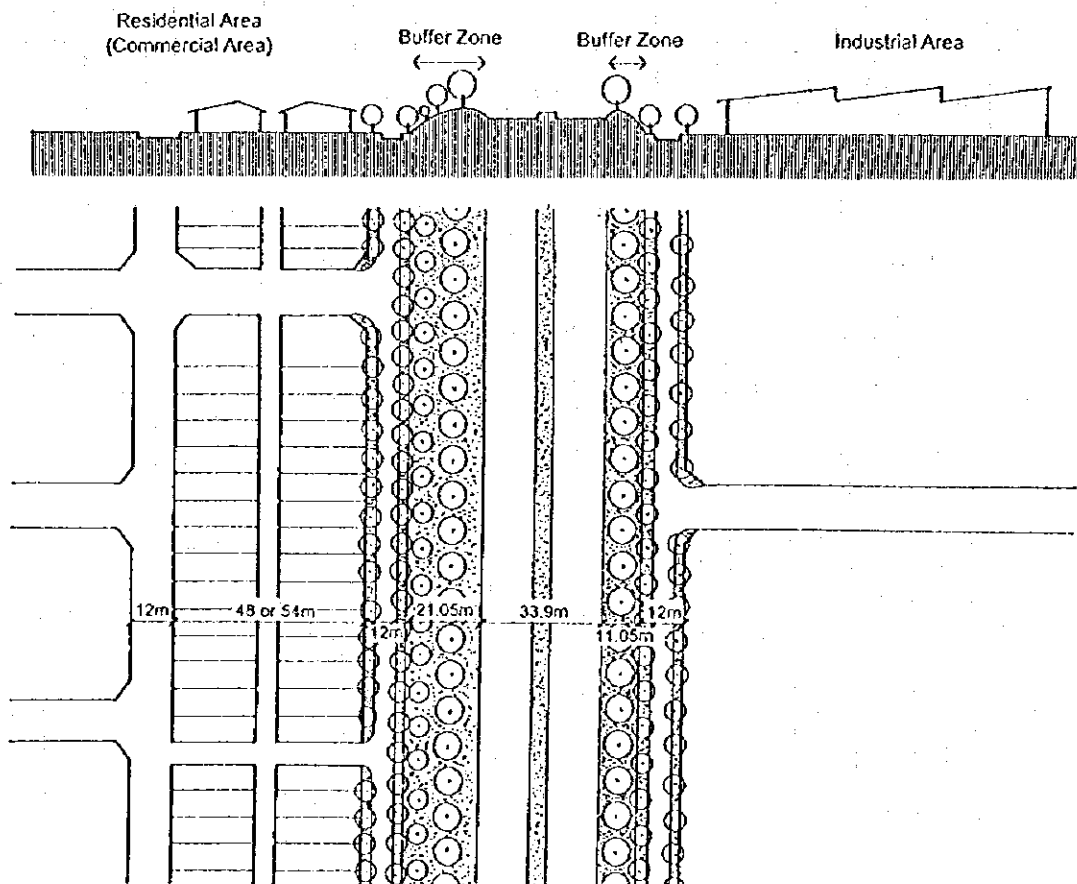 Residential Area
(Commercial Area)
Buffer Zone
Buffer Zone
Industrial Area
12m
48 or 54m
12m
21.05m
33.9m
11.05m
12m